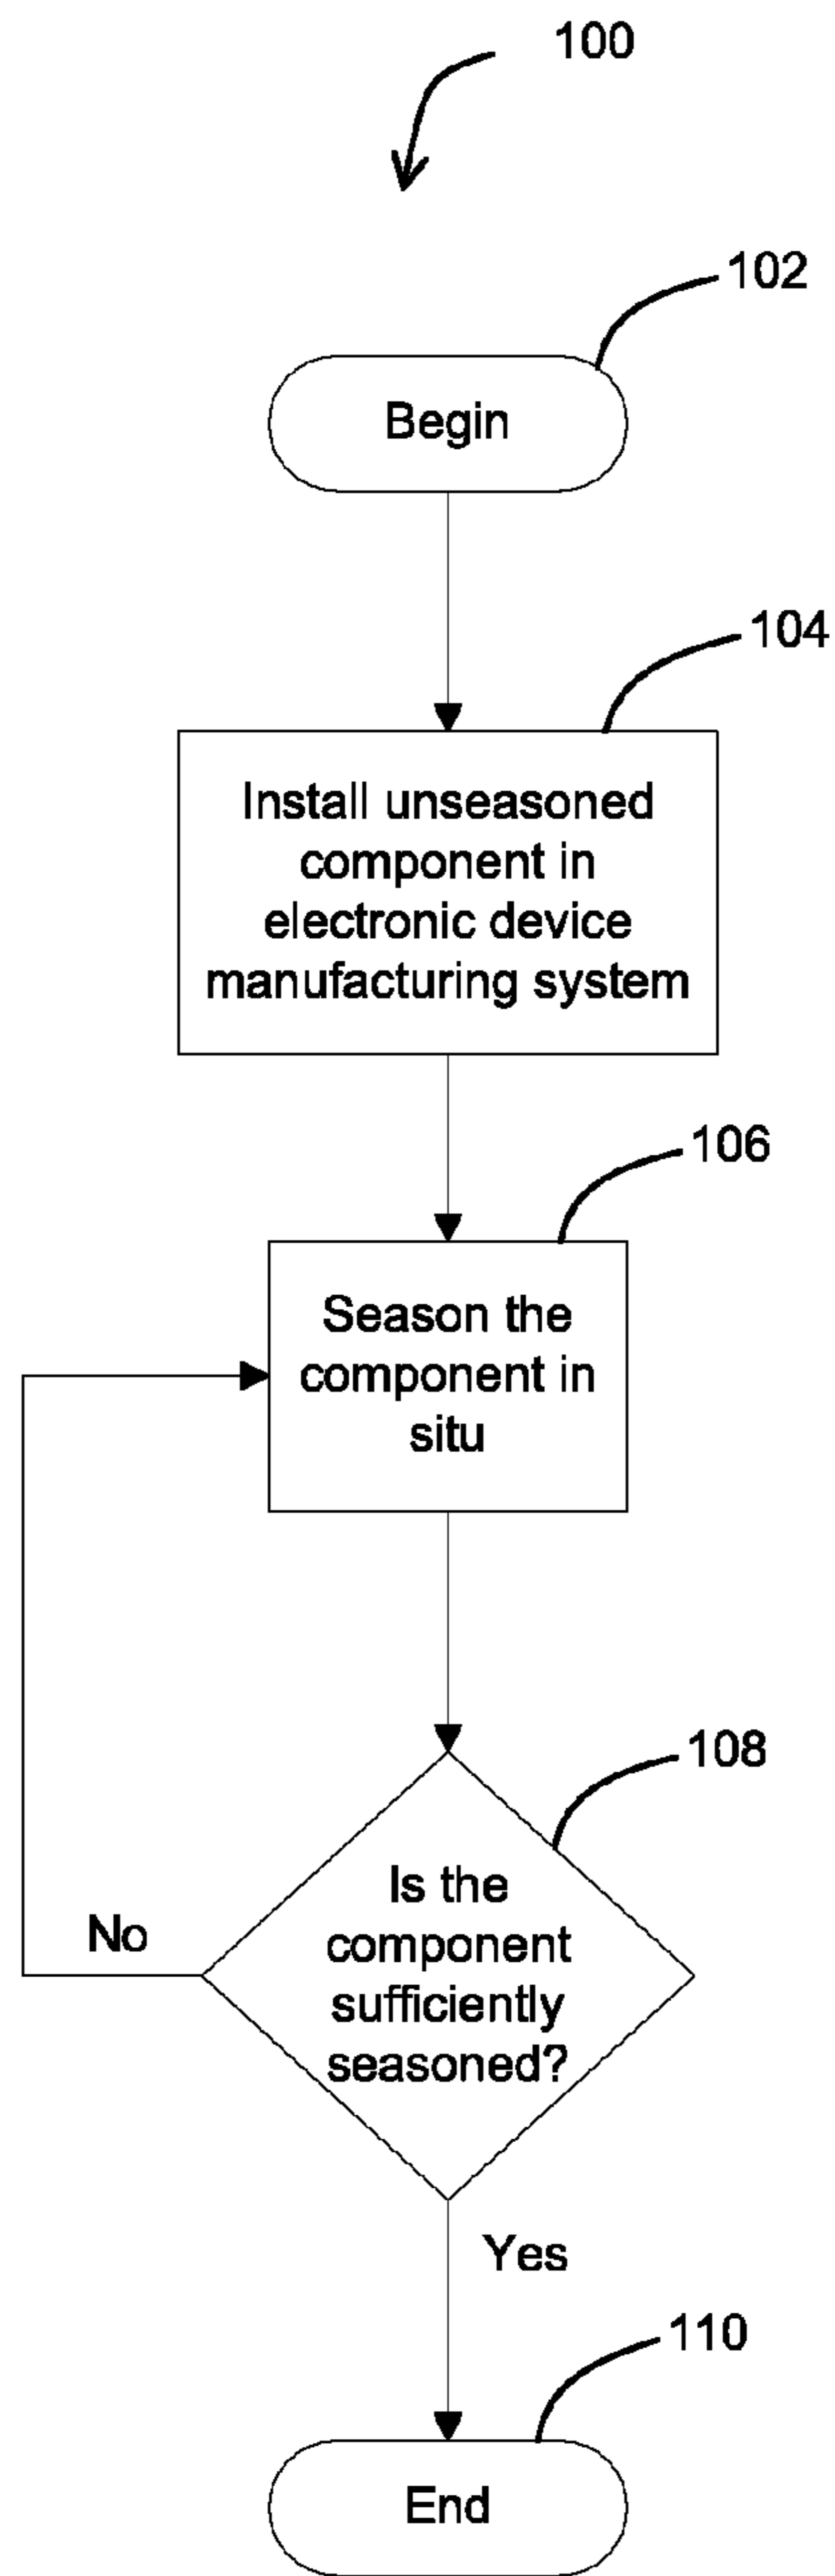 100
102
Begin
104
Install unseasoned
component in
electronic device
manufacturing system
106
Season the
component in
situ
108
Is the
component
sufficiently
seasoned?
No
Yes
110
End